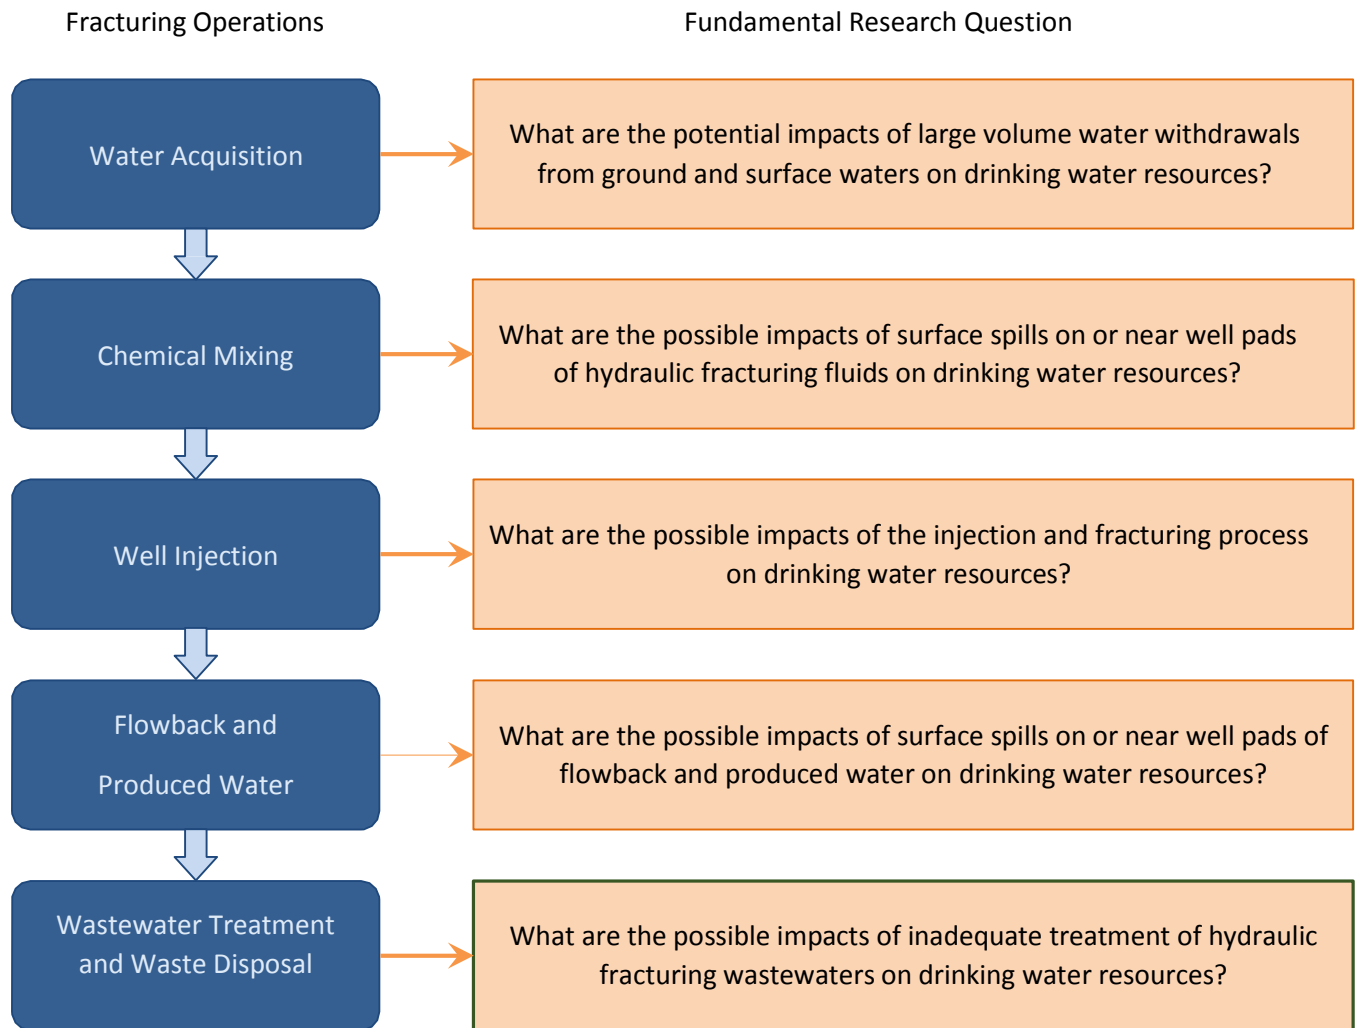 Fracturing Operations
Fundamental Research Question
Water Acquisition
What are the potential impacts of large volume water withdrawals
from ground and surface waters on drinking water resources?
Chemical Mixing
What are the possible impacts of surface spills on or near well pads
of hydraulic fracturing fluids on drinking water resources?
Well Injection
What are the possible impacts of the injection and fracturing process
on drinking water resources?
Flowback and
Produced Water
What are the possible impacts of surface spills on or near well pads of
flowback and produced water on drinking water resources?
Wastewater Treatment
and Waste Disposal
What are the possible impacts of inadequate treatment of hydraulic
fracturing wastewaters on drinking water resources?